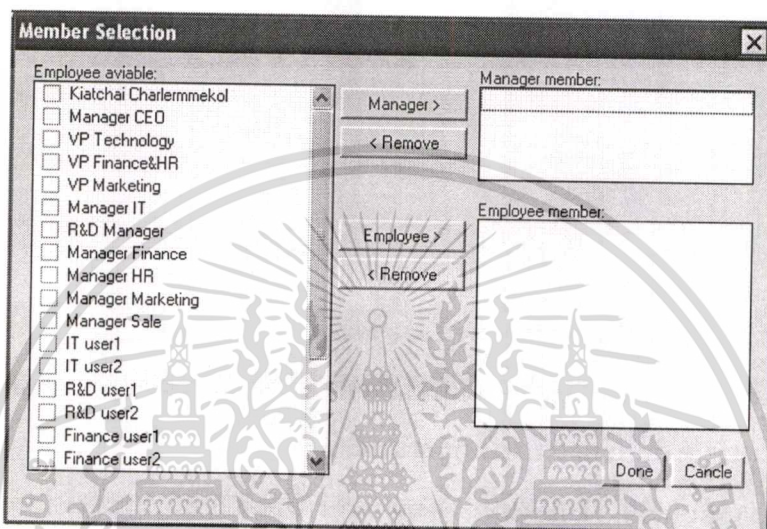 Member Selection
Employee aviable:
Kiatchai Charlermmekol
Manager CEO
VP Technology
VP Finance&HR
VP Marketing
Manager IT
R&D Manager
Manager Finance
Manager HR
Manager Marketing
Manager Sale
IT user1
IT user2
R&D user1
R&D user2
Finance user1
Finance user2
Manager >
< Remove
Employee >
< Remove
Manager member:
Employee member:
Done
Cancle